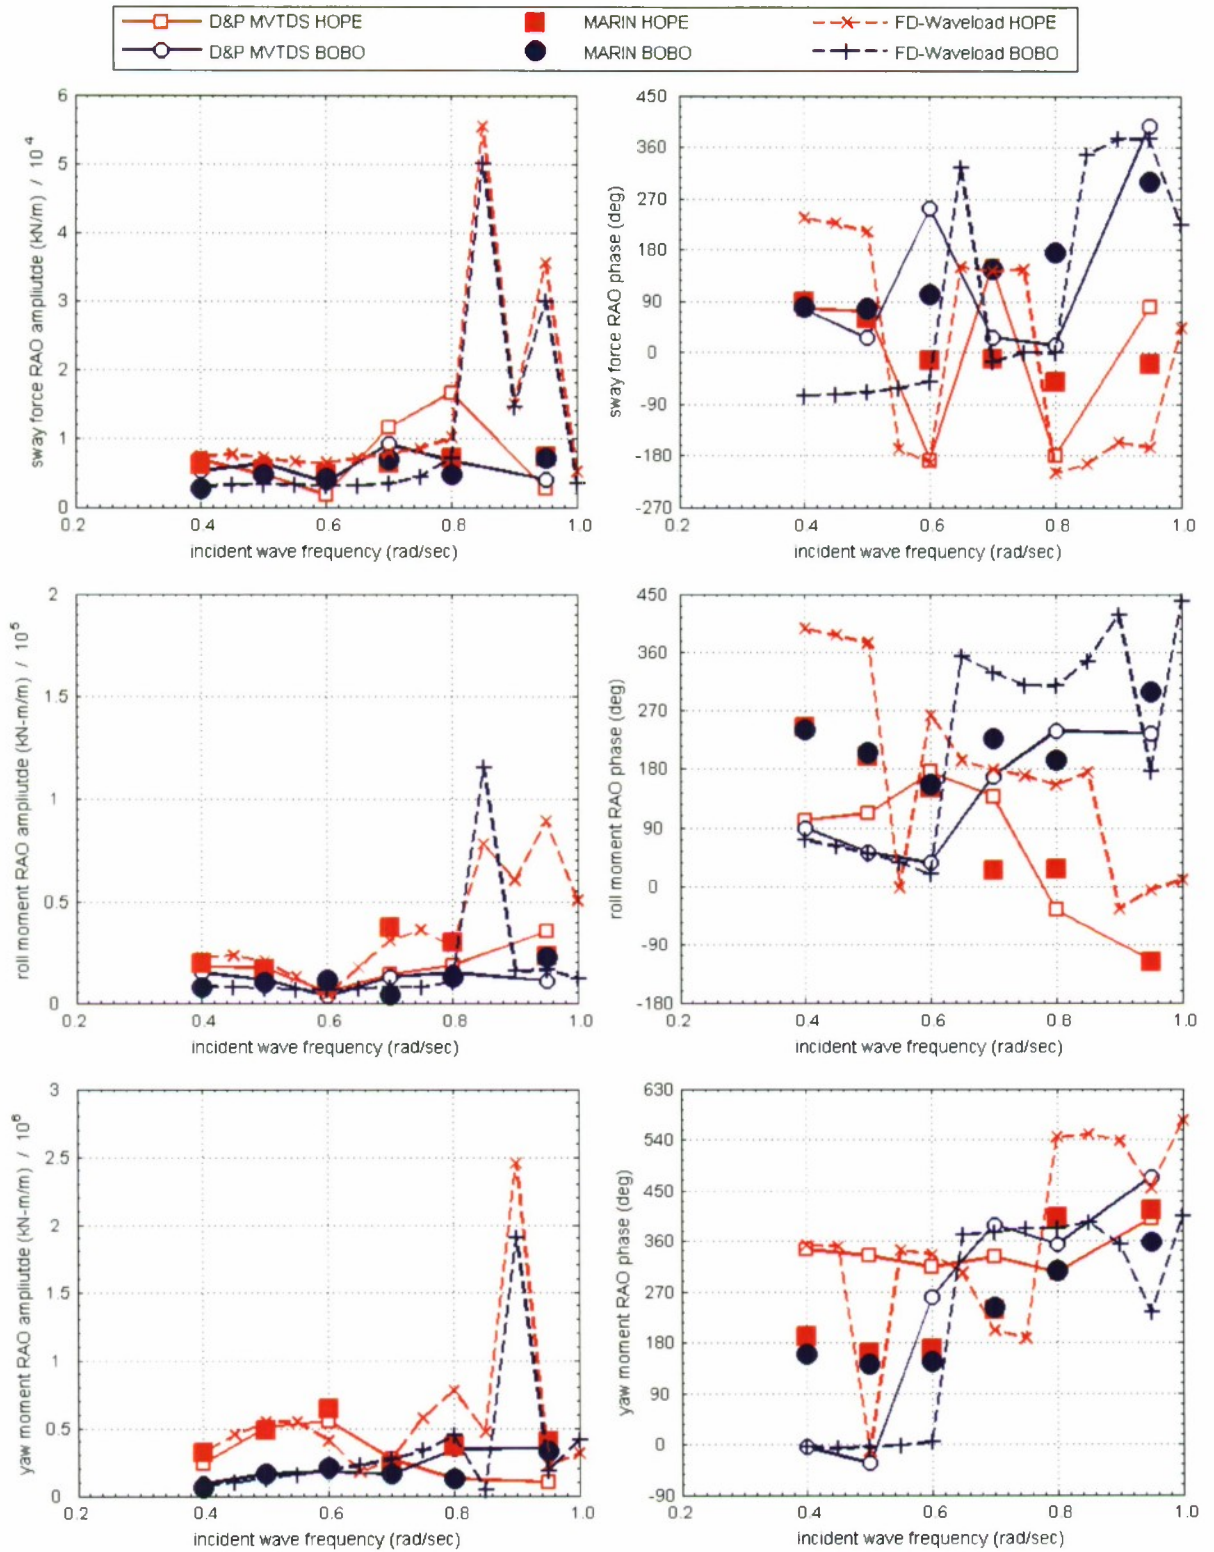 D&P MVTDS HOPE MARIN HOPE FD-Waveload HOPE
D&P MVTDS BOBO MARIN BOBO FD-Waveload BOBO
sway force RAO ampliutde (kN/m) / 10^4
6
5
4
3
2
1
0
0.2 0.4 0.6 0.8 1.0
incident wave frequency (rad/sec)
sway force RAO phase (deg)
450
360
270
180
90
0
-90
-180
-270
0.2 0.4 0.6 0.8 1.0
incident wave frequency (rad/sec)
roll moment RAO ampliutde (kN-m/m) / 10^5
2
1.5
1
0.5
0
0.2 0.4 0.6 0.8 1.0
incident wave frequency (rad/sec)
roll moment RAO phase (deg)
450
360
270
180
90
0
-90
-180
0.2 0.4 0.6 0.8 1.0
incident wave frequency (rad/sec)
yaw moment RAO ampliutde (kN-m/m) / 10^6
3
2.5
2
1.5
1
0.5
0
0.2 0.4 0.6 0.8 1.0
incident wave frequency (rad/sec)
yaw moment RAO phase (deg)
630
540
450
360
270
180
90
0
-90
0.2 0.4 0.6 0.8 1.0
incident wave frequency (rad/sec)